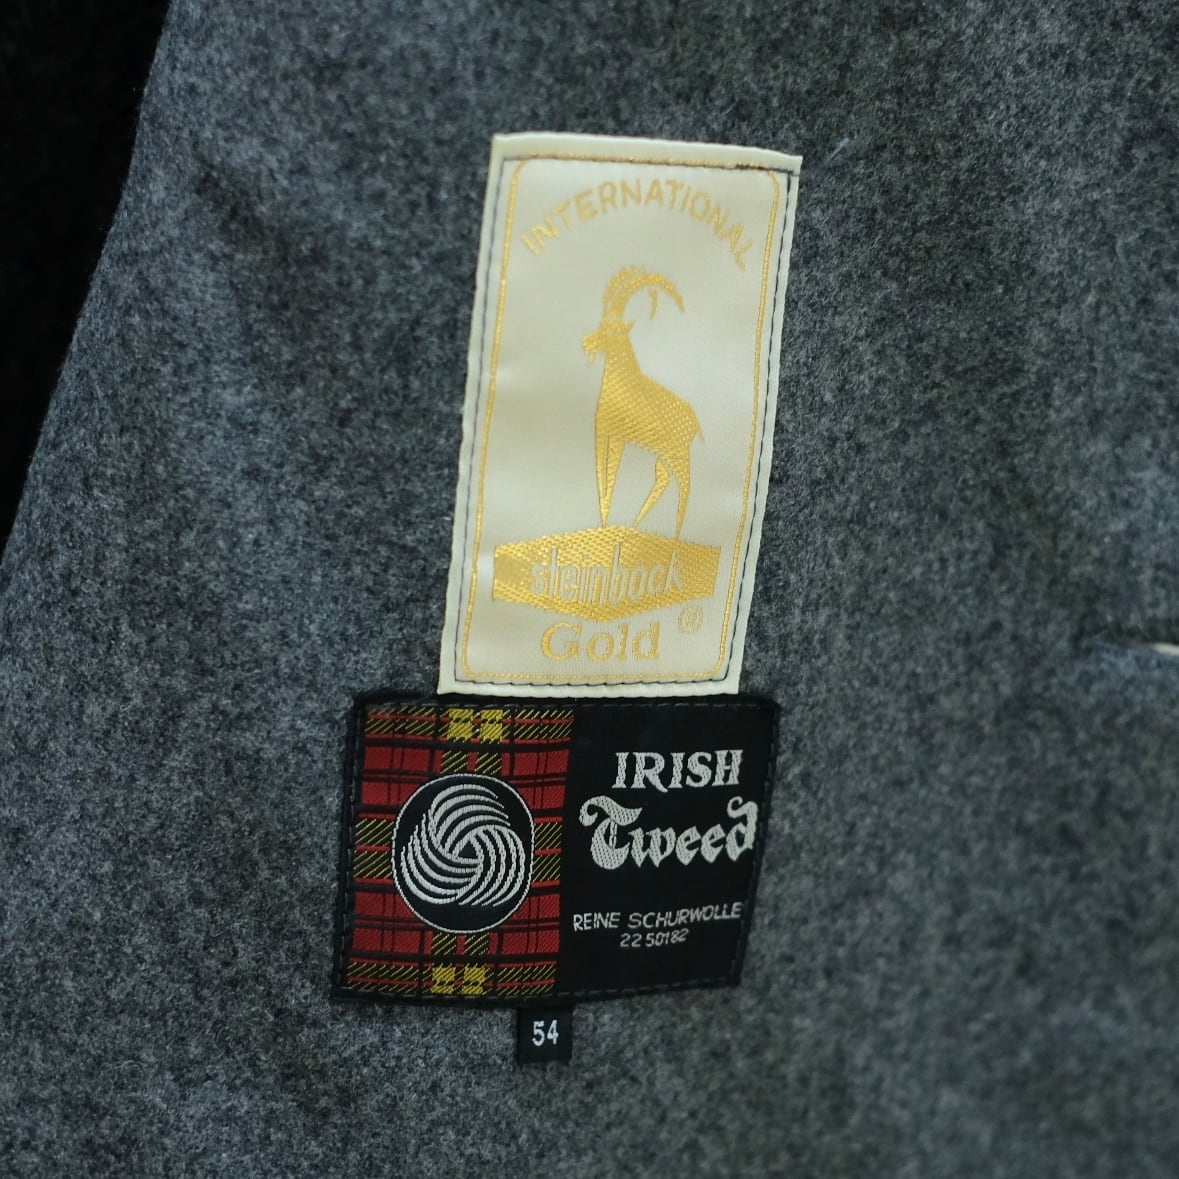 INTERNATIONAL
steinbock
Gold ®
IRISH
Tweed
REINE SCHURWOLLE
22 50182
54